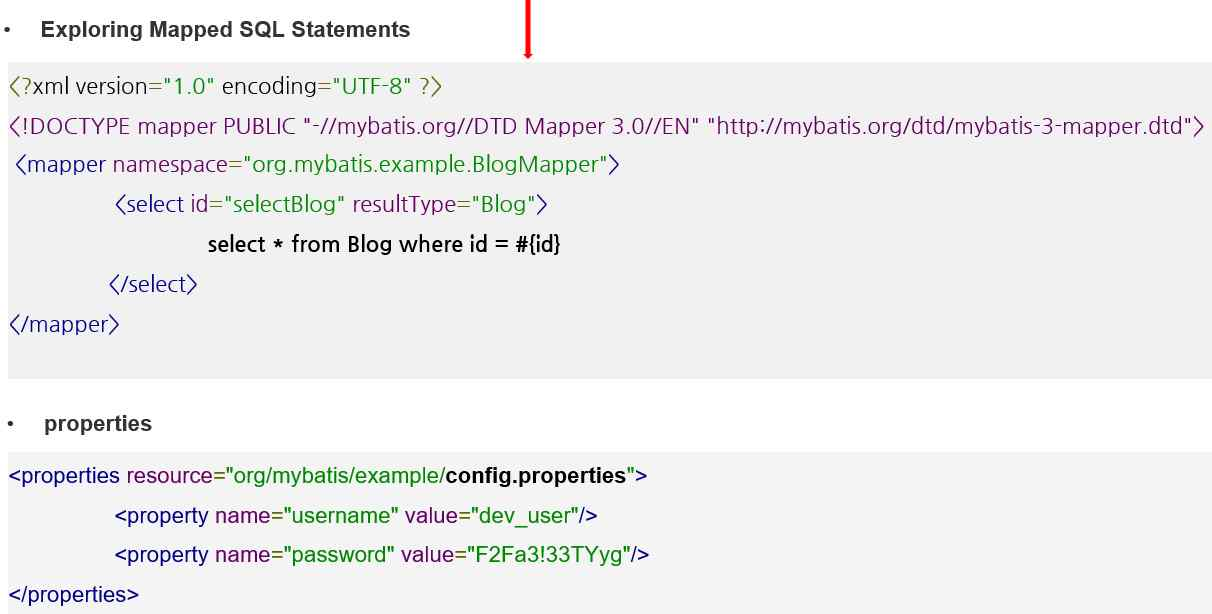 • Exploring Mapped SQL Statements
<?xml version="1.0" encoding="UTF-8" ?>
<!DOCTYPE mapper PUBLIC "-//mybatis.org//DTD Mapper 3.0//EN" "http://mybatis.org/dtd/mybatis-3-mapper.dtd">
<mapper namespace="org.mybatis.example.BlogMapper">
<select id="selectBlog" resultType="Blog">
select * from Blog where id = #{id}
</select>
</mapper>
• properties
<properties resource="org/mybatis/example/config.properties">
<property name="username" value="dev_user"/>
<property name="password" value="F2Fa3!33TYyg"/>
</properties>